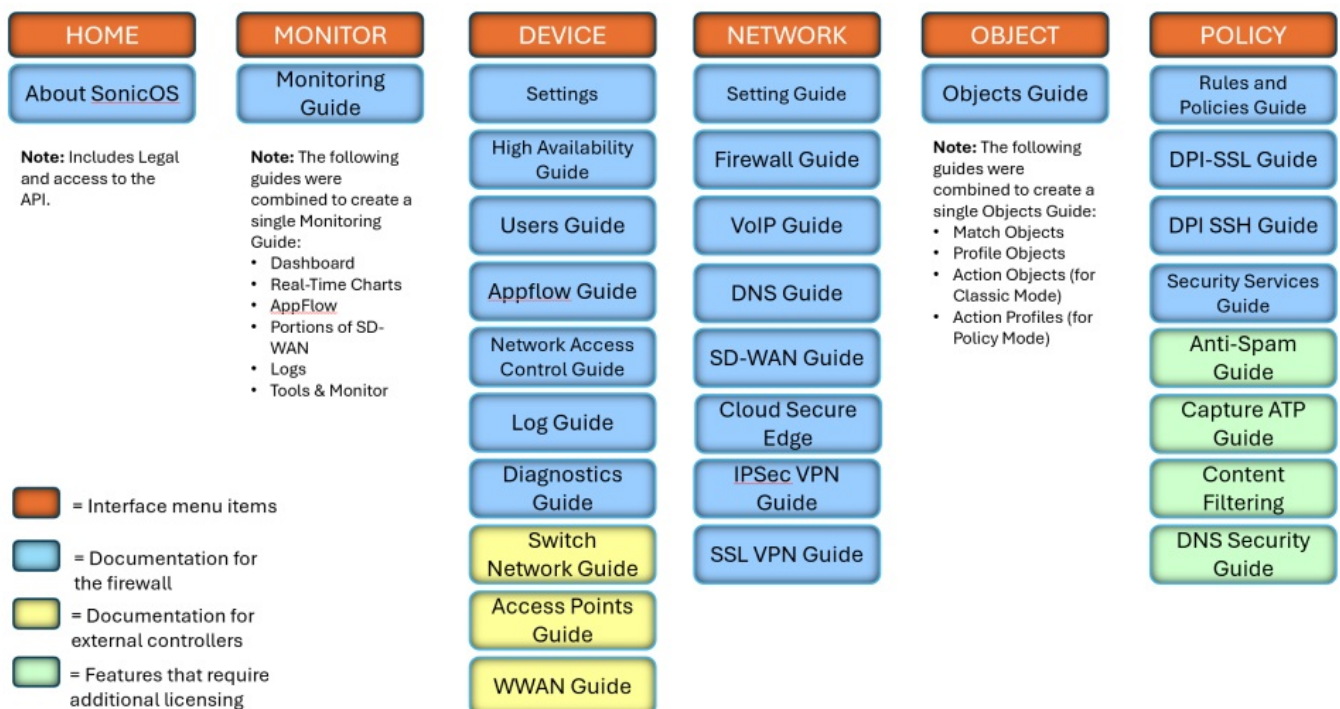 HOME
About SonicOS
Note: Includes Legal
and access to the
API.
MONITOR
Monitoring
Guide
Note: The following
guides were
combined to create a
single Monitoring
Guide:
• Dashboard
• Real-Time Charts
• AppFlow
• Portions of SD-
WAN
• Logs
• Tools & Monitor
DEVICE
Settings
High Availability
Guide
Users Guide
Appflow Guide
Network Access
Control Guide
Log Guide
Diagnostics
Guide
Switch
Network Guide
Access Points
Guide
WWAN Guide
NETWORK
Setting Guide
Firewall Guide
VoIP Guide
DNS Guide
SD-WAN Guide
Cloud Secure
Edge
IPSec VPN
Guide
SSL VPN Guide
OBJECT
Objects Guide
Note: The following
guides were
combined to create a
single Objects Guide:
• Match Objects
• Profile Objects
• Action Objects (for
Classic Mode)
• Action Profiles (for
Policy Mode)
POLICY
Rules and
Policies Guide
DPI-SSL Guide
DPI SSH Guide
Security Services
Guide
Anti-Spam
Guide
Capture ATP
Guide
Content
Filtering
DNS Security
Guide
= Interface menu items
= Documentation for
the firewall
= Documentation for
external controllers
= Features that require
additional licensing